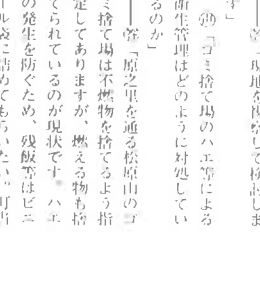 答「現地を視察して検討しま
す」
㊄「ゴミ捨て場のハエ等による
衛生管理はどのように対処してい
るのか」
答「原之里を通る松原山のゴ
ミ捨て場は不燃物を捨てるよう指
定してありますが、燃える物も捨
てられているのが現状です。ハエ
の発生を防ぐため、残飯等はビニ
ール袋に詰めてもらいたい。町当